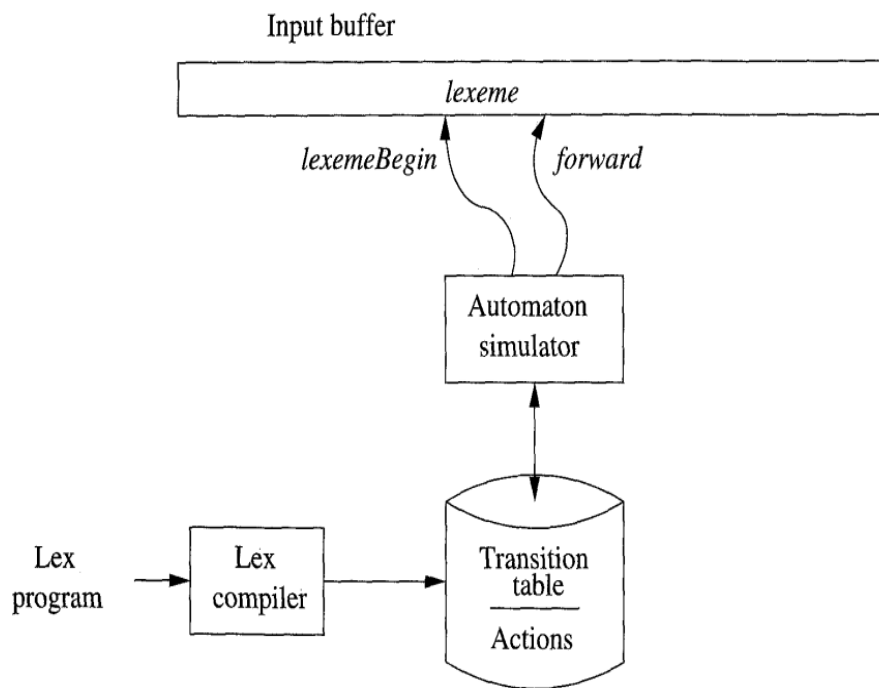 Input buffer
lexeme
lexemeBegin
forward
Automaton
simulator
Lex
program
Lex
compiler
Transition
table
Actions